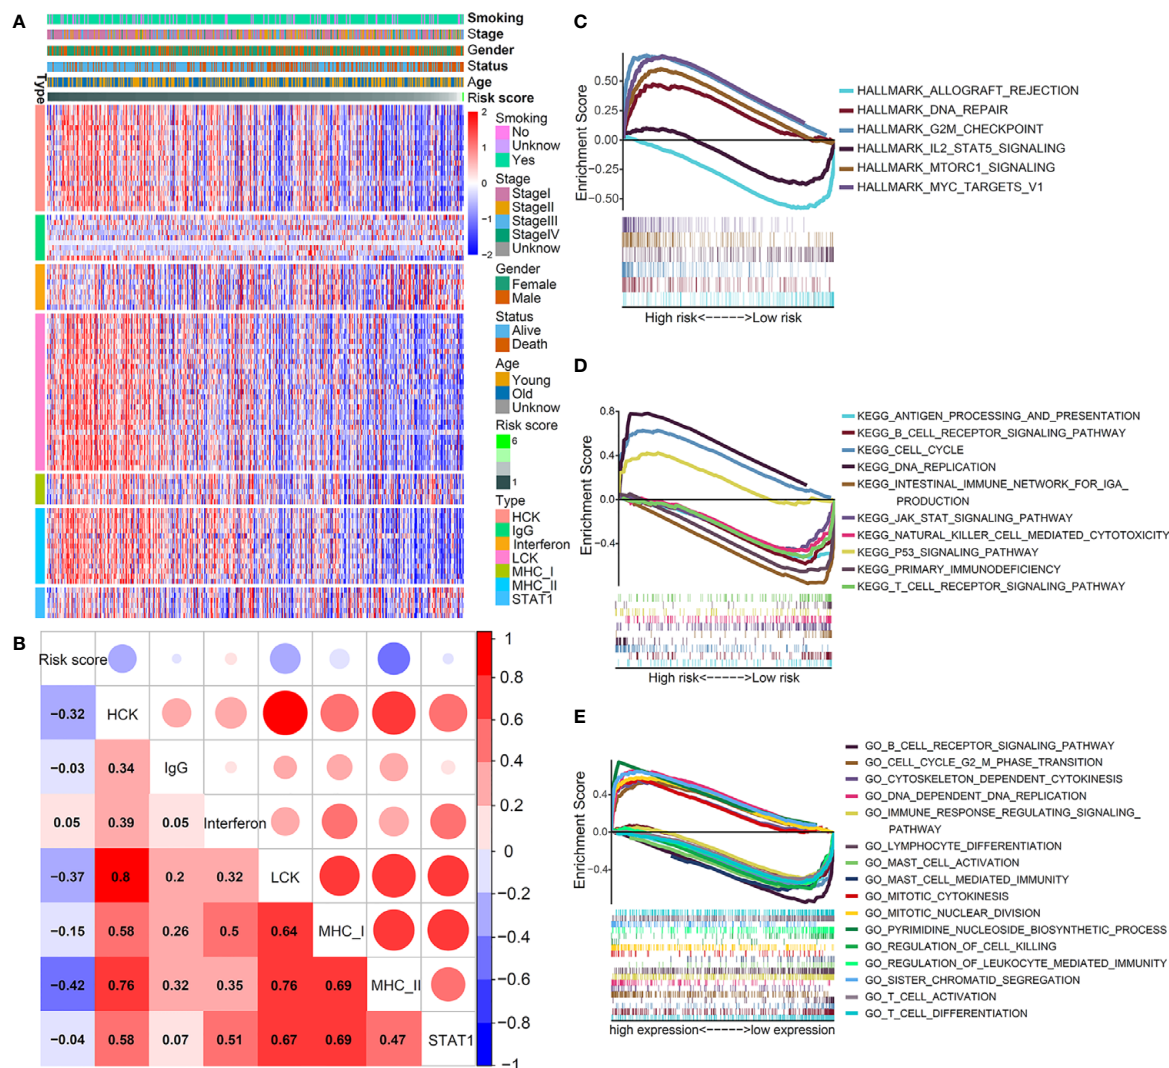 A
Smoking
Stage
Gender
Status
Age
Risk score
Type
2
1
0
−1
−2
Smoking
No
Unknow
Yes
Stage
StageI
StageII
StageIII
StageIV
Unknow
Gender
Female
Male
Status
Alive
Death
Age
Young
Old
Unknow
Risk score
6
1
Type
HCK
IgG
Interferon
LCK
MHC_I
MHC_II
STAT1
B
Risk score
−0.32 HCK
−0.03 0.34 IgG
0.05 0.39 0.05 Interferon
−0.37 0.8 0.2 0.32 LCK
−0.15 0.58 0.26 0.5 0.64 MHC_I
−0.42 0.76 0.32 0.35 0.76 0.69 MHC_II
−0.04 0.58 0.07 0.51 0.67 0.69 0.47 STAT1
1
0.8
0.6
0.4
0.2
0
−0.2
−0.4
−0.6
−0.8
−1
C
Enrichment Score
0.50
0.25
0.00
−0.25
−0.50
High risk<------>Low risk
HALLMARK_ALLOGRAFT_REJECTION
HALLMARK_DNA_REPAIR
HALLMARK_G2M_CHECKPOINT
HALLMARK_IL2_STAT5_SIGNALING
HALLMARK_MTORC1_SIGNALING
HALLMARK_MYC_TARGETS_V1
D
Enrichment Score
0.8
0.4
0.0
−0.4
High risk<------>Low risk
KEGG_ANTIGEN_PROCESSING_AND_PRESENTATION
KEGG_B_CELL_RECEPTOR_SIGNALING_PATHWAY
KEGG_CELL_CYCLE
KEGG_DNA_REPLICATION
KEGG_INTESTINAL_IMMUNE_NETWORK_FOR_IGA_
PRODUCTION
KEGG_JAK_STAT_SIGNALING_PATHWAY
KEGG_NATURAL_KILLER_CELL_MEDIATED_CYTOTOXICITY
KEGG_P53_SIGNALING_PATHWAY
KEGG_PRIMARY_IMMUNODEFICIENCY
KEGG_T_CELL_RECEPTOR_SIGNALING_PATHWAY
E
Enrichment Score
0.4
0.0
−0.4
high expression<------>low expression
GO_B_CELL_RECEPTOR_SIGNALING_PATHWAY
GO_CELL_CYCLE_G2_M_PHASE_TRANSITION
GO_CYTOSKELETON_DEPENDENT_CYTOKINESIS
GO_DNA_DEPENDENT_DNA_REPLICATION
GO_IMMUNE_RESPONSE_REGULATING_SIGNALING_
PATHWAY
GO_LYMPHOCYTE_DIFFERENTIATION
GO_MAST_CELL_ACTIVATION
GO_MAST_CELL_MEDIATED_IMMUNITY
GO_MITOTIC_CYTOKINESIS
GO_MITOTIC_NUCLEAR_DIVISION
GO_PYRIMIDINE_NUCLEOSIDE_BIOSYNTHETIC_PROCESS
GO_REGULATION_OF_CELL_KILLING
GO_REGULATION_OF_LEUKOCYTE_MEDIATED_IMMUNITY
GO_SISTER_CHROMATID_SEGREGATION
GO_T_CELL_ACTIVATION
GO_T_CELL_DIFFERENTIATION